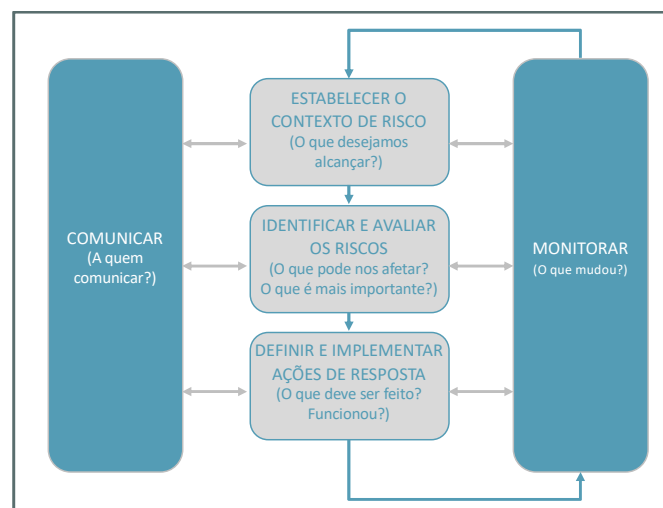 COMUNICAR
(A quem
comunicar?)
ESTABELECER O
CONTEXTO DE RISCO
(O que desejamos
alcançar?)
IDENTIFICAR E AVALIAR
OS RISCOS
(O que pode nos afetar?
O que é mais importante?)
DEFINIR E IMPLEMENTAR
AÇÕES DE RESPOSTA
(O que deve ser feito?
Funcionou?)
MONITORAR
(O que mudou?)